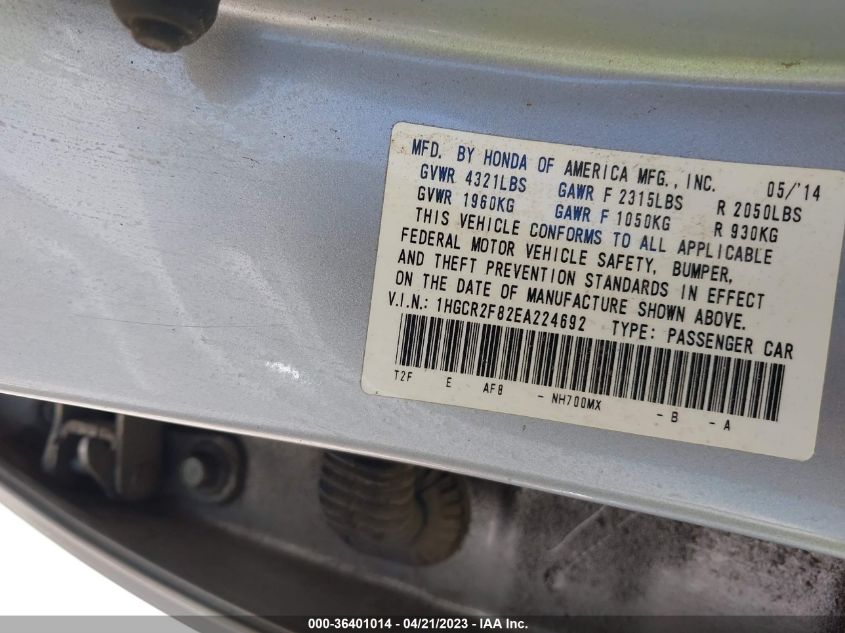 MFD. BY HONDA OF AMERICA MFG., INC. 05/'14
GVWR 4321LBS GAWR F 2315LBS R 2050LBS
GVWR 1960KG GAWR F 1050KG R 930KG
THIS VEHICLE CONFORMS TO ALL APPLICABLE
FEDERAL MOTOR VEHICLE SAFETY, BUMPER,
AND THEFT PREVENTION STANDARDS IN EFFECT
ON THE DATE OF MANUFACTURE SHOWN ABOVE.
V.I.N.: 1HGCR2F82EA224692 TYPE: PASSENGER CAR
T2F E AF8 - NH700MX - B - A
000-36401014 - 04/21/2023 - IAA Inc.